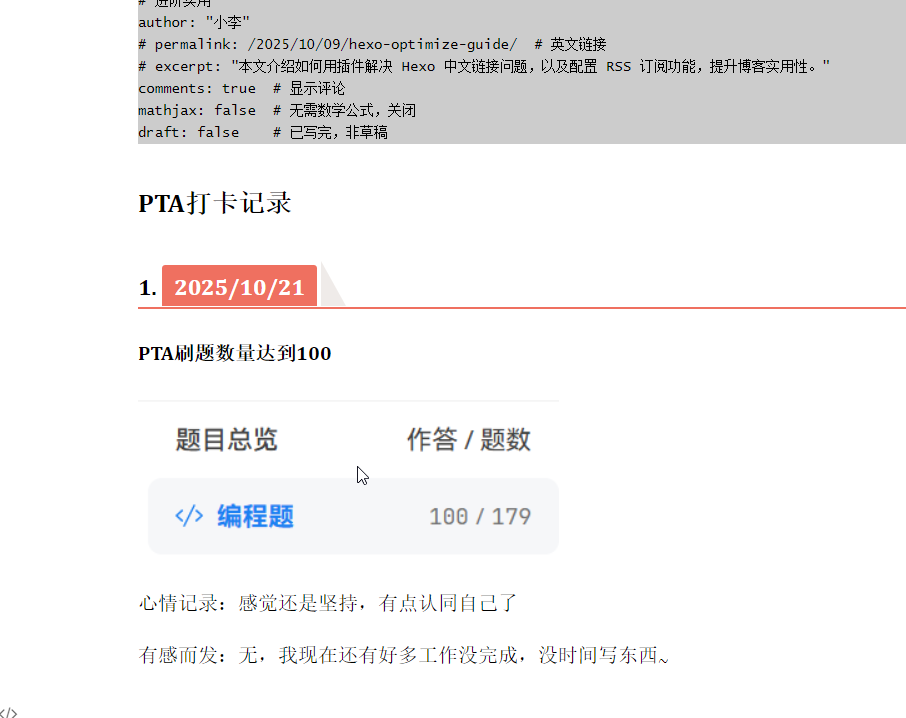 # 进阶实用
author: "小李"
# permalink: /2025/10/09/hexo-optimize-guide/  # 英文链接
# excerpt: "本文介绍如何用插件解决 Hexo 中文链接问题，以及配置 RSS 订阅功能，提升博客实用性。"
comments: true  # 显示评论
mathjax: false  # 无需数学公式，关闭
draft: false    # 已写完，非草稿
PTA打卡记录
1. 2025/10/21
PTA刷题数量达到100
题目总览 作答 / 题数
</> 编程题 100 / 179
心情记录：感觉还是坚持，有点认同自己了
有感而发：无，我现在还有好多工作没完成，没时间写东西~
</>